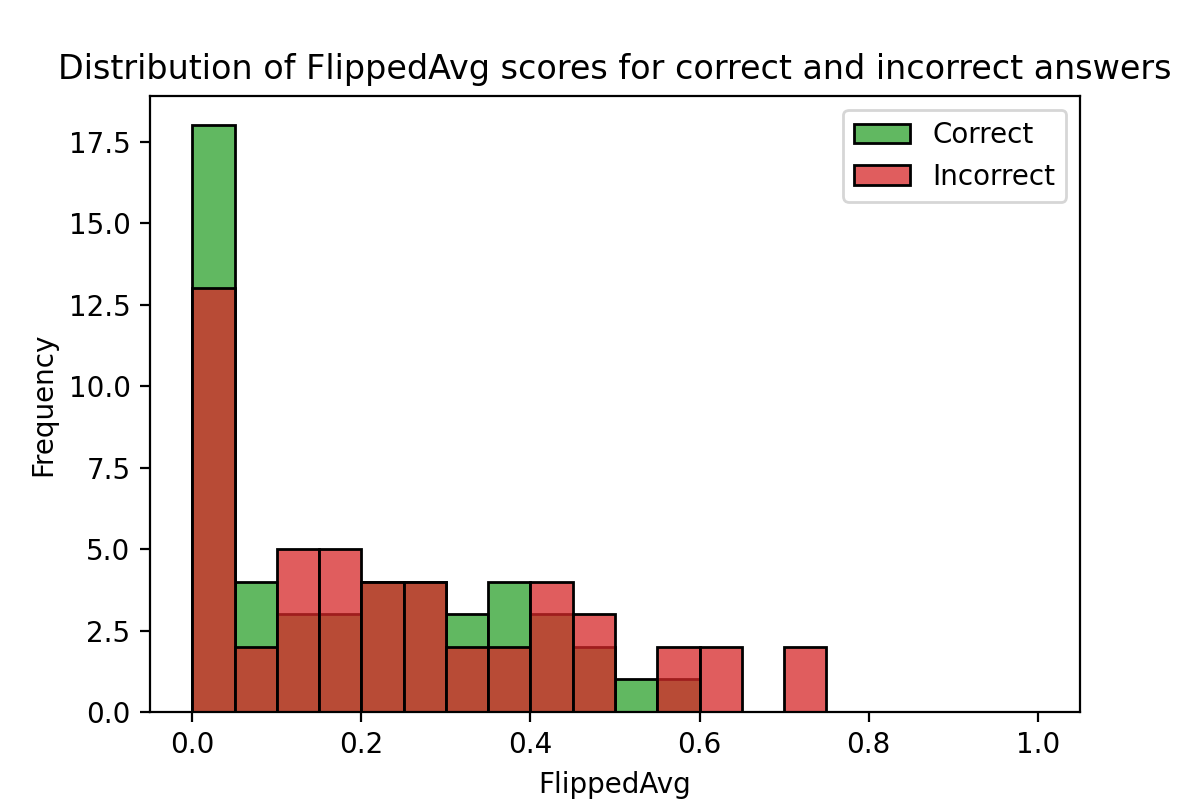 Distribution of FlippedAvg scores for correct and incorrect answers
Correct
Incorrect
Frequency
17.5
15.0
12.5
10.0
7.5
5.0
2.5
0.0
0.0 0.2 0.4 0.6 0.8 1.0
FlippedAvg